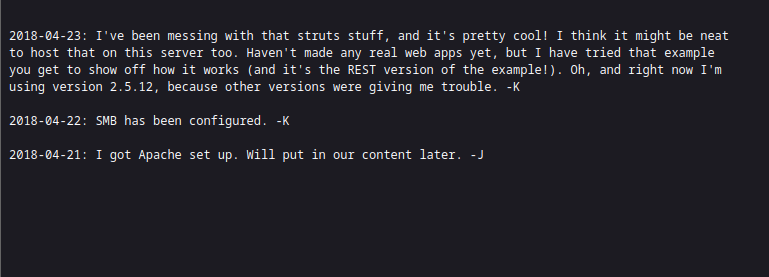 2018-04-23: I've been messing with that struts stuff, and it's pretty cool! I think it might be neat
to host that on this server too. Haven't made any real web apps yet, but I have tried that example
you get to show off how it works (and it's the REST version of the example!). Oh, and right now I'm
using version 2.5.12, because other versions were giving me trouble. -K
2018-04-22: SMB has been configured. -K
2018-04-21: I got Apache set up. Will put in our content later. -J